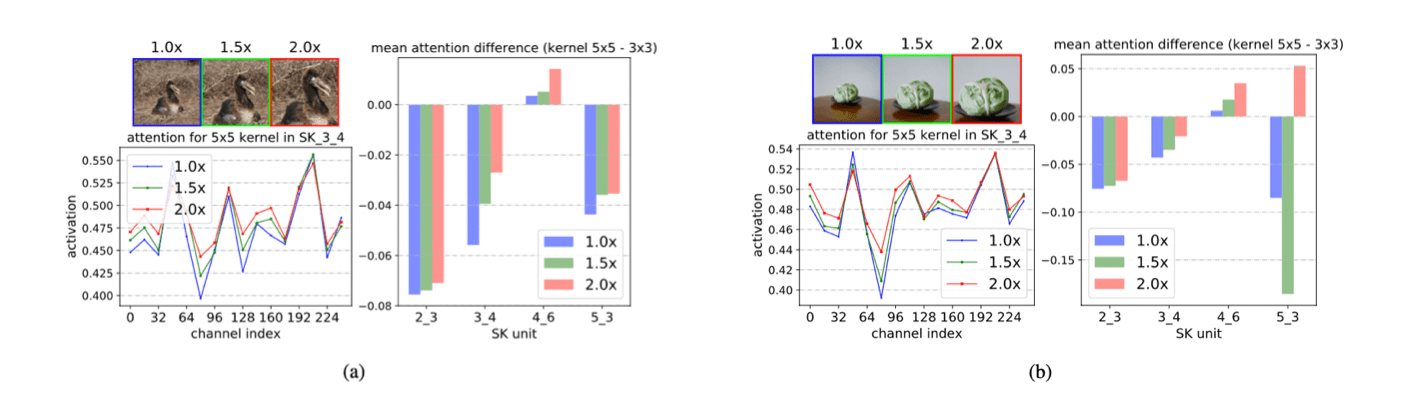 1.0x 1.5x 2.0x
attention for 5x5 kernel in SK_3_4
0.550
0.525
0.500
0.475
0.450
0.425
0.400
activation
1.0x
1.5x
2.0x
0 32 64 96 128 160 192 224
channel index
mean attention difference (kernel 5x5 - 3x3)
0.00
−0.02
−0.04
−0.06
−0.08
1.0x
1.5x
2.0x
2_3 3_4 4_6 5_3
SK unit
(a)
1.0x 1.5x 2.0x
attention for 5x5 kernel in SK_3_4
0.54
0.52
0.50
0.48
0.46
0.44
0.42
0.40
activation
1.0x
1.5x
2.0x
0 32 64 96 128 160 192 224
channel index
mean attention difference (kernel 5x5 - 3x3)
0.05
0.00
−0.05
−0.10
−0.15
1.0x
1.5x
2.0x
2_3 3_4 4_6 5_3
SK unit
(b)